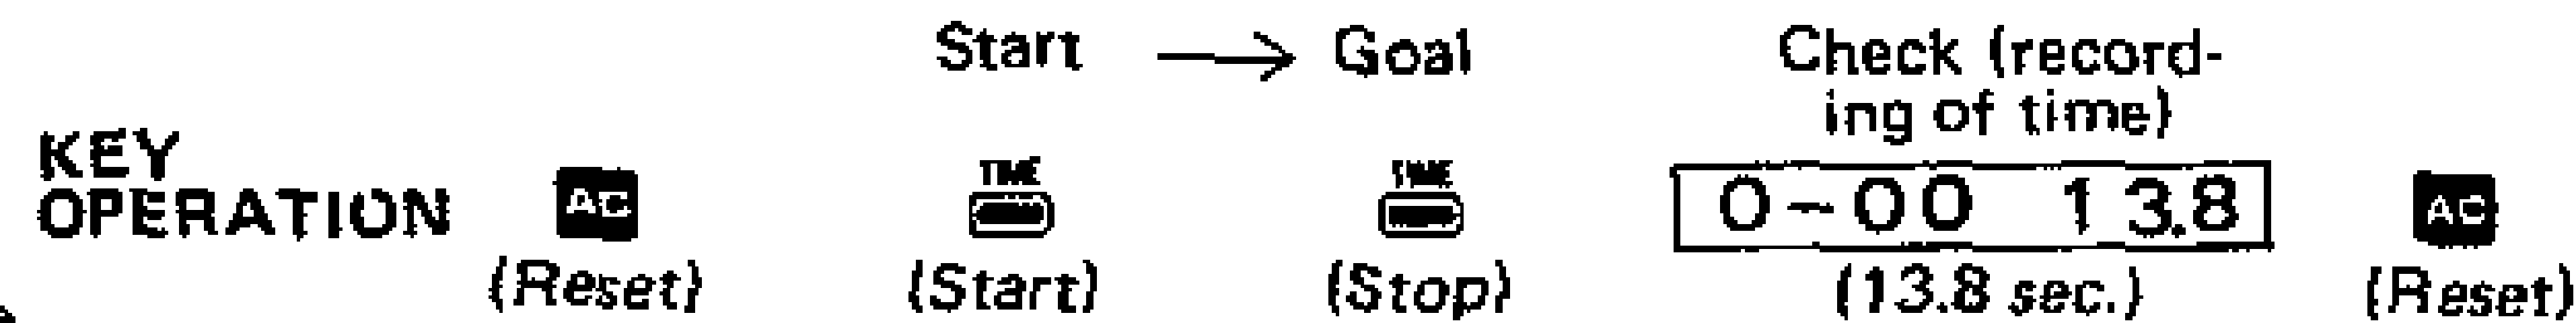 Start → Goal Check (record-
ing of time)
KEY
OPERATION AC TIME TIME 0-00 13.8 AC
(Reset) (Start) (Stop) (13.8 sec.) (Reset)